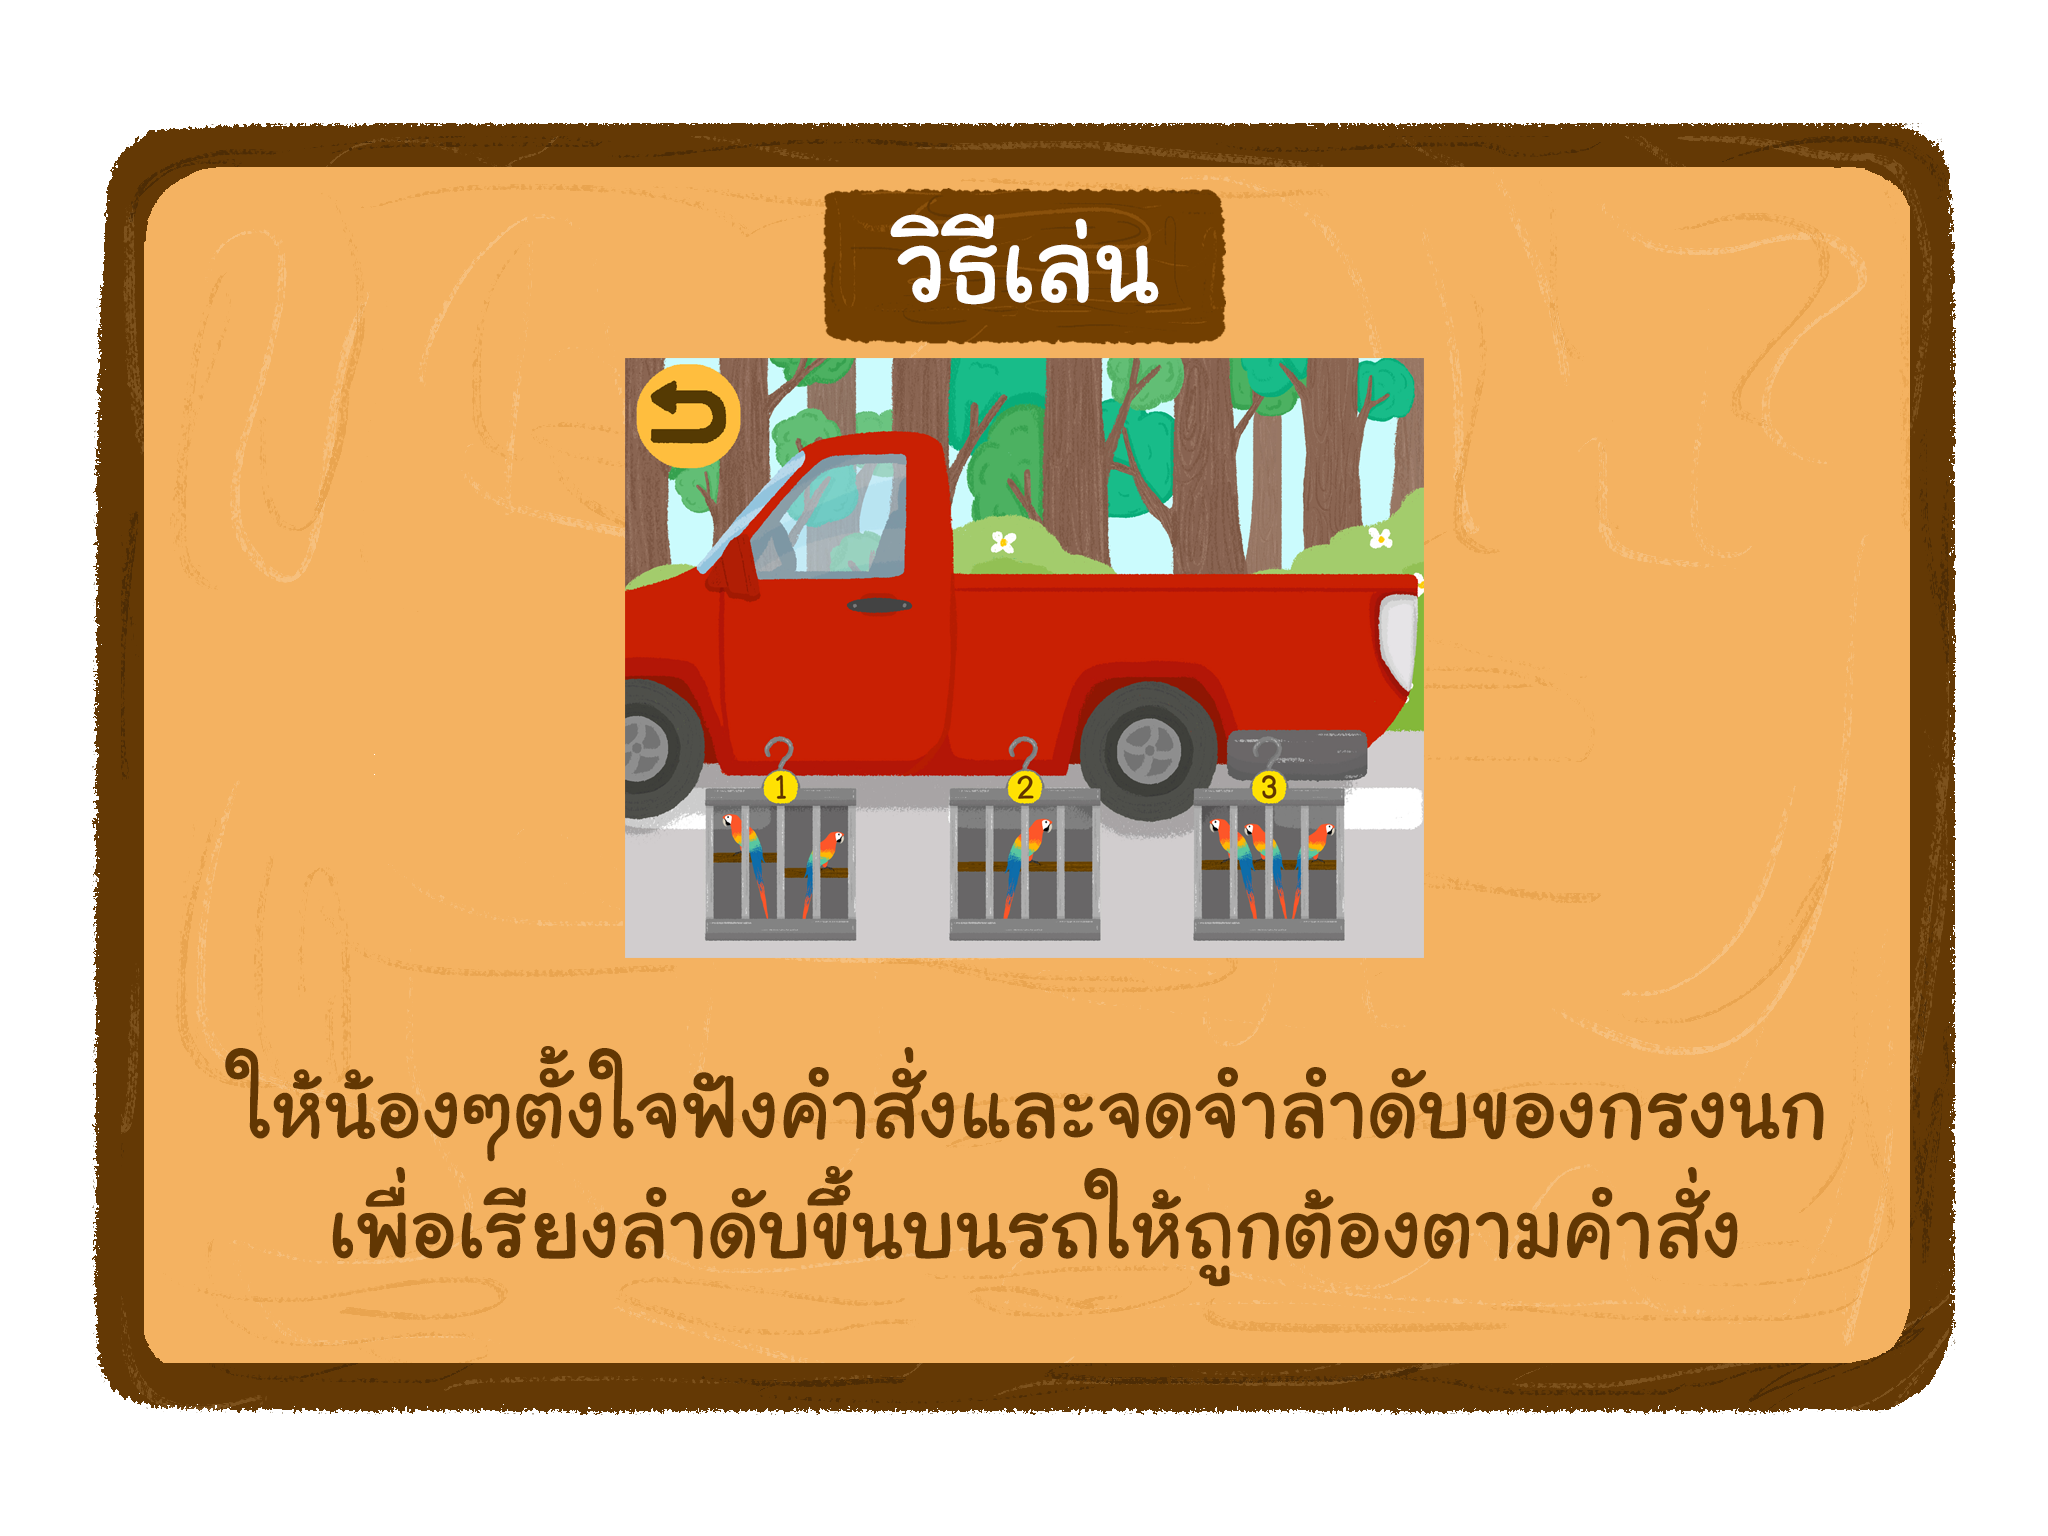 วิธีเล่น
1 2 3
ให้น้องๆตั้งใจฟังคำสั่งและจดจำลำดับของกรงนก
เพื่อเรียงลำดับขึ้นบนรถให้ถูกต้องตามคำสั่ง